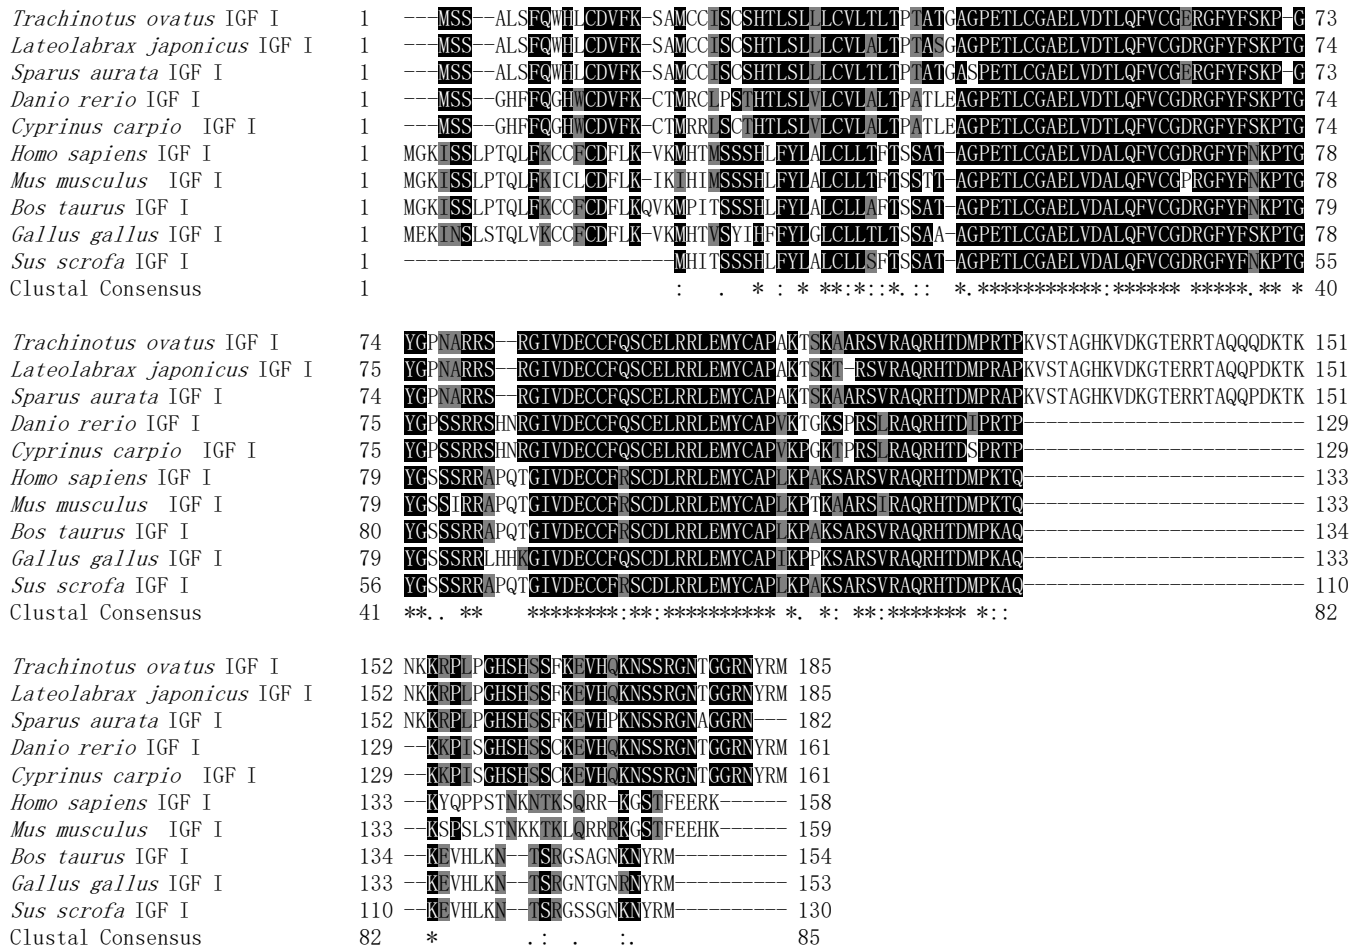 Trachinotus ovatus IGF I 1 ---MSS--ALSFQWHLCDVFK-SAMCCISCSHTLSLLLCVLTLTPTATGAGPETLCGAELVDTLQFVCGERGFYFSKP-G 73
Lateolabrax japonicus IGF I 1 ---MSS--ALSFQWHLCDVFK-SAMCCISCSHTLSLLLCVLALTPTASGAGPETLCGAELVDTLQFVCGDRGFYFSKPTG 74
Sparus aurata IGF I 1 ---MSS--ALSFQWHLCDVFK-SAMCCISCSHTLSLLLCVLTLTPTATGASPETLCGAELVDTLQFVCGERGFYFSKP-G 73
Danio rerio IGF I 1 ---MSS--GHFFQGHWCDVFK-CTMRCLPSTHTLSLVLCVLALTPATLEAGPETLCGAELVDTLQFVCGDRGFYFSKPTG 74
Cyprinus carpio IGF I 1 ---MSS--GHFFQGHWCDVFK-CTMRRLSCTHTLSLVLCVLALTPATLEAGPETLCGAELVDTLQFVCGDRGFYFSKPTG 74
Homo sapiens IGF I 1 MGKISSLPTQLFKCCFCDFLK-VKMHTMSSSHLFYLALCLLTFTSSAT-AGPETLCGAELVDALQFVCGDRGFYFNKPTG 78
Mus musculus IGF I 1 MGKISSLPTQLFKICLCDFLK-IKIHIMSSSHLFYLALCLLTFTSSTT-AGPETLCGAELVDALQFVCGPRGFYFNKPTG 78
Bos taurus IGF I 1 MGKISSLPTQLFKCCFCDFLKQVKMPITSSSHLFYLALCLLAFTSSAT-AGPETLCGAELVDALQFVCGDRGFYFNKPTG 79
Gallus gallus IGF I 1 MEKINSLSTQLVKCCFCDFLK-VKMHTVSYIHFFYLGLCLLTLTSSAA-AGPETLCGAELVDALQFVCGDRGFYFSKPTG 78
Sus scrofa IGF I 1 ------------------------MHITSSSHLFYLALCLLSFTSSAT-AGPETLCGAELVDALQFVCGDRGFYFNKPTG 55
Clustal Consensus 1 : . * : * **:*::*.:: *.***********:****** *****.** * 40
Trachinotus ovatus IGF I 74 YGPNARRS--RGIVDECCFQSCELRRLEMYCAPAKTSKAARSVRAQRHTDMPRTPKVSTAGHKVDKGTERRTAQQQDKTK 151
Lateolabrax japonicus IGF I 75 YGPNARRS--RGIVDECCFQSCELRRLEMYCAPAKTSKT-RSVRAQRHTDMPRAPKVSTAGHKVDKGTERRTAQQPDKTK 151
Sparus aurata IGF I 74 YGPNARRS--RGIVDECCFQSCELRRLEMYCAPAKTSKAARSVRAQRHTDMPRAPKVSTAGHKVDKGTERRTAQQPDKTK 151
Danio rerio IGF I 75 YGPSSRRSHNRGIVDECCFQSCELRRLEMYCAPVKTGKSPRSLRAQRHTDIPRTP------------------------- 129
Cyprinus carpio IGF I 75 YGPSSRRSHNRGIVDECCFQSCELRRLEMYCAPVKPGKTPRSLRAQRHTDSPRTP------------------------- 129
Homo sapiens IGF I 79 YGSSSRRAPQTGIVDECCFRSCDLRRLEMYCAPLKPAKSARSVRAQRHTDMPKTQ------------------------- 133
Mus musculus IGF I 79 YGSSIRRAPQTGIVDECCFRSCDLRRLEMYCAPLKPTKAARSIRAQRHTDMPKTQ------------------------- 133
Bos taurus IGF I 80 YGSSSRRAPQTGIVDECCFRSCDLRRLEMYCAPLKPAKSARSVRAQRHTDMPKAQ------------------------- 134
Gallus gallus IGF I 79 YGSSSRRLHHKGIVDECCFQSCDLRRLEMYCAPIKPPKSARSVRAQRHTDMPKAQ------------------------- 133
Sus scrofa IGF I 56 YGSSSRRAPQTGIVDECCFRSCDLRRLEMYCAPLKPAKSARSVRAQRHTDMPKAQ------------------------- 110
Clustal Consensus 41 **.. ** ********:**:********** *. *: **:******* *:: 82
Trachinotus ovatus IGF I 152 NKKRPLPGHSHSSFKEVHQKNSSRGNTGGRNYRM 185
Lateolabrax japonicus IGF I 152 NKKRPLPGHSHSSFKEVHQKNSSRGNTGGRNYRM 185
Sparus aurata IGF I 152 NKKRPLPGHSHSSFKEVHPKNSSRGNAGGRN--- 182
Danio rerio IGF I 129 --KKPISGHSHSSCKEVHQKNSSRGNTGGRNYRM 161
Cyprinus carpio IGF I 129 --KKPISGHSHSSCKEVHQKNSSRGNTGGRNYRM 161
Homo sapiens IGF I 133 --KYQPPSTNKNTKSQRR-KGSTFEERK------ 158
Mus musculus IGF I 133 --KSPSLSTNKKTKLQRRRKGSTFEEHK------ 159
Bos taurus IGF I 134 --KEVHLKN--TSRGSAGNKNYRM---------- 154
Gallus gallus IGF I 133 --KEVHLKN--TSRGNTGNRNYRM---------- 153
Sus scrofa IGF I 110 --KEVHLKN--TSRGSSGNKNYRM---------- 130
Clustal Consensus 82 * .: . :. 85